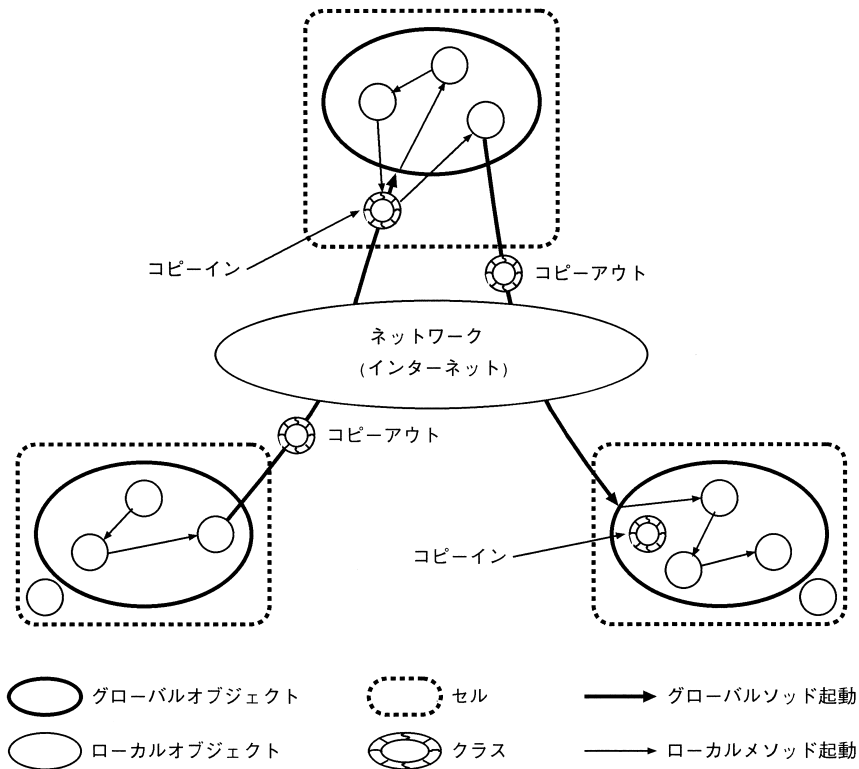 コピーイン
コピーアウト
ネットワーク
(インターネット)
コピーアウト
コピーイン
グローバルオブジェクト
セル
グローバルソッド起動
ローカルオブジェクト
クラス
ローカルメソッド起動